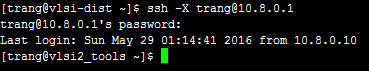 [trang@vlsi-dist ~]$ ssh -X trang@10.8.0.1
trang@10.8.0.1's password:
Last login: Sun May 29 01:14:41 2016 from 10.8.0.10
[trang@vlsi2_tools ~]$